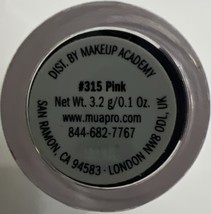 DIST. BY MAKEUP ACADEMY
#315 Pink
Net Wt. 3.2 g/0.1 Oz.
www.muapro.com
844-682-7767
SAN RAMON, CA 94583 · LONDON NW8 0DL, UK